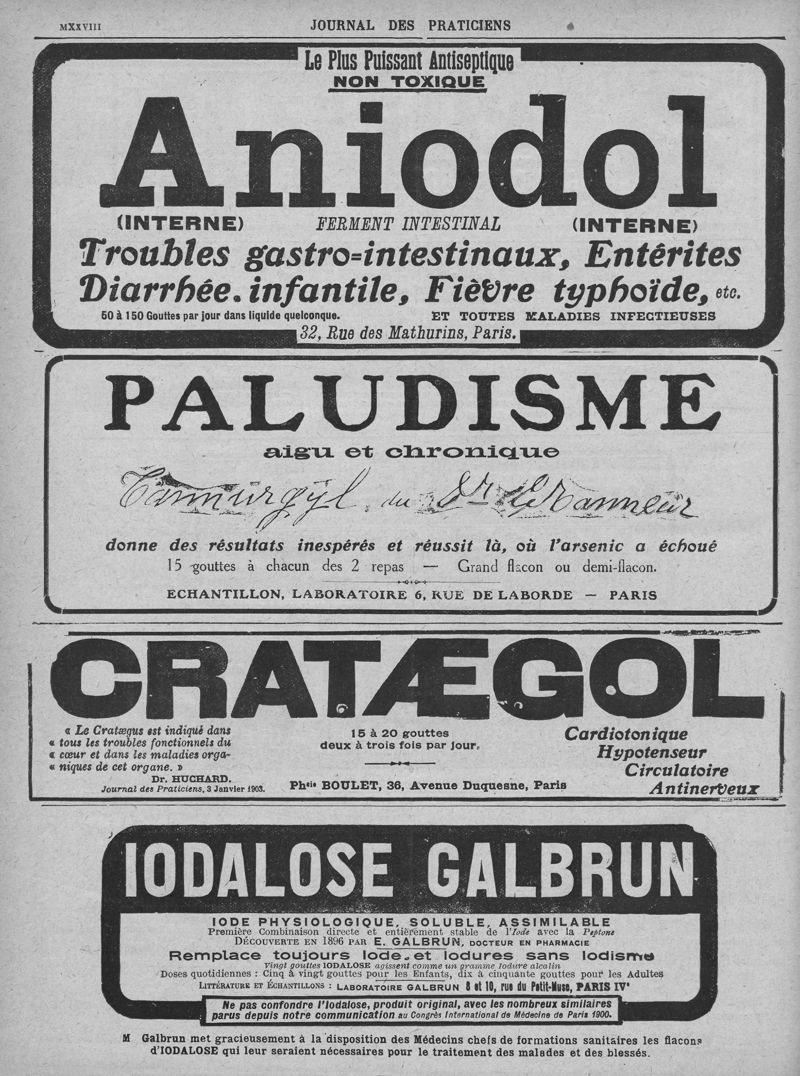 MXXVIII
JOURNAL DES PRATICIENS
Le Plus Puissant Antiseptique
NON TOXIQUE
Aniodol
(INTERNE) FERMENT INTESTINAL (INTERNE)
Troubles gastro=intestinaux, Entérites
Diarrhée. infantile, Fièvre typhoïde, etc.
50 à 150 Gouttes par jour dans liquide quelconque. ET TOUTES MALADIES INFECTIEUSES
32, Rue des Mathurins, Paris.
PALUDISME
aigu et chronique
du Dr
donne des résultats inespérés et réussit là, où l'arsenic a échoué
15 gouttes à chacun des 2 repas — Grand flacon ou demi-flacon.
ECHANTILLON, LABORATOIRE 6, RUE DE LABORDE — PARIS
CRATÆGOL
« Le Cratægus est indiqué dans
« tous les troubles fonctionnels du
« cœur et dans les maladies orga-
« niques de cet organe. »
Dr. HUCHARD.
Journal des Praticiens, 3 Janvier 1903.
15 à 20 gouttes
deux à trois fois par jour.
Phcie BOULET, 36, Avenue Duquesne, Paris
Cardiotonique
Hypotenseur
Circulatoire
Antinerveux
IODALOSE GALBRUN
IODE PHYSIOLOGIQUE, SOLUBLE, ASSIMILABLE
Première Combinaison directe et entièrement stable de l'Iode avec la Peptone
DÉCOUVERTE EN 1896 PAR E. GALBRUN, DOCTEUR EN PHARMACIE
Remplace toujours Iode et Iodures sans Iodisme
Vingt gouttes IODALOSE agissent comme un gramme Iodure alcalin
Doses quotidiennes : Cinq à vingt gouttes pour les Enfants, dix à cinquante gouttes pour les Adultes
LITTÉRATURE ET ÉCHANTILLONS : LABORATOIRE GALBRUN 8 et 10, rue du Petit-Musc, PARIS IVe
Ne pas confondre l'Iodalose, produit original, avec les nombreux similaires
parus depuis notre communication au Congrès International de Médecine de Paris 1900.
M Galbrun met gracieusement à la disposition des Médecins chefs de formations sanitaires les flacons
d'IODALOSE qui leur seraient nécessaires pour le traitement des malades et des blessés.